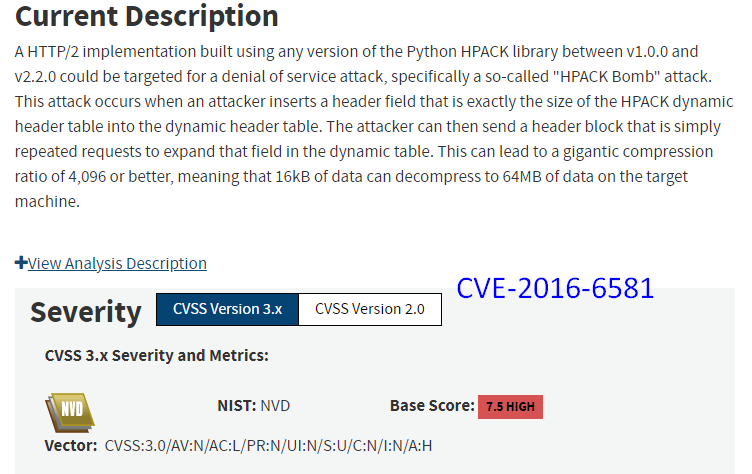 Current Description
A HTTP/2 implementation built using any version of the Python HPACK library between v1.0.0 and
v2.2.0 could be targeted for a denial of service attack, specifically a so-called "HPACK Bomb" attack.
This attack occurs when an attacker inserts a header field that is exactly the size of the HPACK dynamic
header table into the dynamic header table. The attacker can then send a header block that is simply
repeated requests to expand that field in the dynamic table. This can lead to a gigantic compression
ratio of 4,096 or better, meaning that 16kB of data can decompress to 64MB of data on the target
machine.
+View Analysis Description
CVE-2016-6581
Severity CVSS Version 3.x CVSS Version 2.0
CVSS 3.x Severity and Metrics:
NVD NIST: NVD Base Score: 7.5 HIGH
Vector: CVSS:3.0/AV:N/AC:L/PR:N/UI:N/S:U/C:N/I:N/A:H